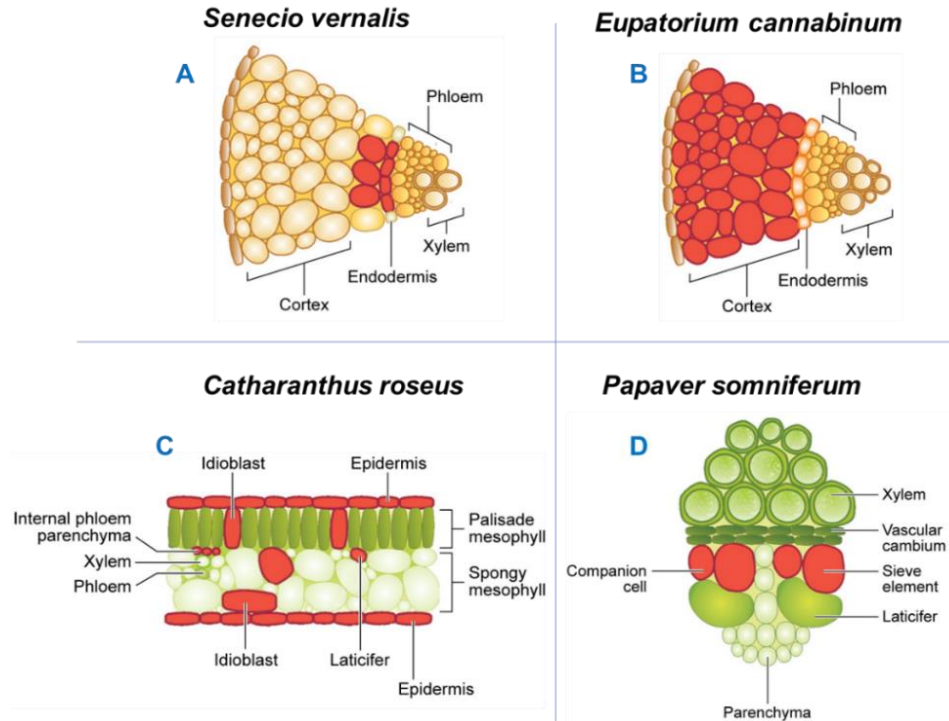 Senecio vernalis
A
Phloem
Xylem
Endodermis
Cortex
Eupatorium cannabinum
B
Phloem
Xylem
Endodermis
Cortex
Catharanthus roseus
C
Idioblast
Epidermis
Internal phloem
parenchyma
Xylem
Phloem
Palisade
mesophyll
Spongy
mesophyll
Idioblast
Laticifer
Epidermis
Papaver somniferum
D
Xylem
Vascular
cambium
Companion
cell
Sieve
element
Laticifer
Parenchyma